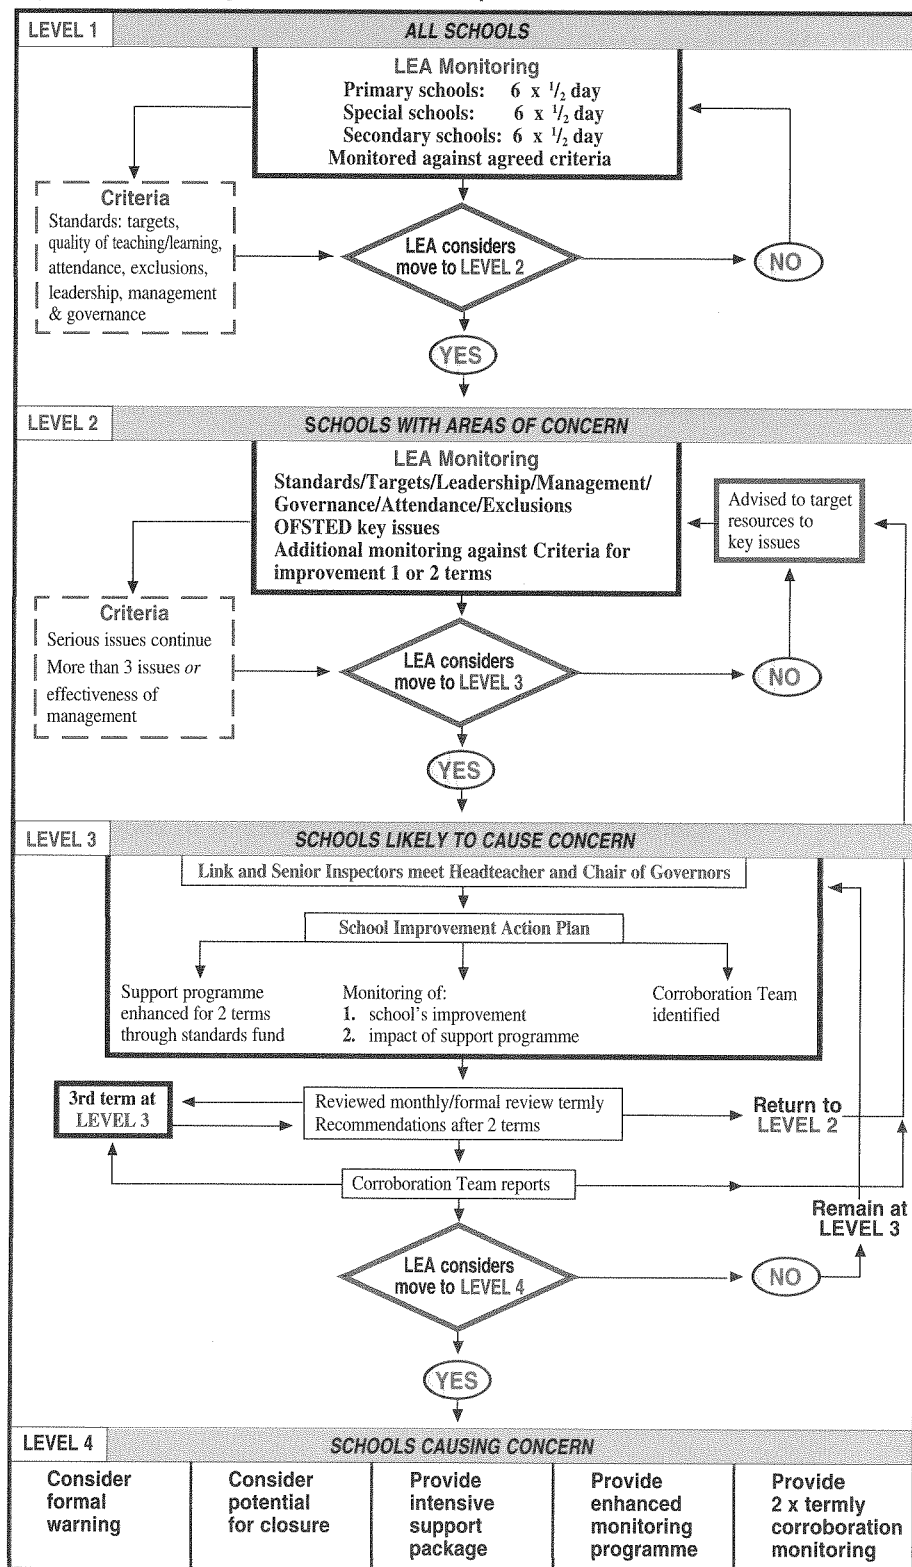 LEVEL 1
ALL SCHOOLS
LEA Monitoring
Primary schools: 6 x 1/2 day
Special schools: 6 x 1/2 day
Secondary schools: 6 x 1/2 day
Monitored against agreed criteria
Criteria
Standards: targets,
quality of teaching/learning,
attendance, exclusions,
leadership, management
& governance
LEA considers
move to LEVEL 2
NO
YES
LEVEL 2
SCHOOLS WITH AREAS OF CONCERN
LEA Monitoring
Standards/Targets/Leadership/Management/
Governance/Attendance/Exclusions
OFSTED key issues
Additional monitoring against Criteria for
improvement 1 or 2 terms
Advised to target
resources to
key issues
Criteria
Serious issues continue
More than 3 issues or
effectiveness of
management
LEA considers
move to LEVEL 3
NO
YES
LEVEL 3
SCHOOLS LIKELY TO CAUSE CONCERN
Link and Senior Inspectors meet Headteacher and Chair of Governors
School Improvement Action Plan
Support programme
enhanced for 2 terms
through standards fund
Monitoring of:
1. school's improvement
2. impact of support programme
Corroboration Team
identified
3rd term at
LEVEL 3
Reviewed monthly/formal review termly
Recommendations after 2 terms
Return to
LEVEL 2
Corroboration Team reports
Remain at
LEVEL 3
LEA considers
move to LEVEL 4
NO
YES
LEVEL 4
SCHOOLS CAUSING CONCERN
Consider
formal
warning
Consider
potential
for closure
Provide
intensive
support
package
Provide
enhanced
monitoring
programme
Provide
2 x termly
corroboration
monitoring